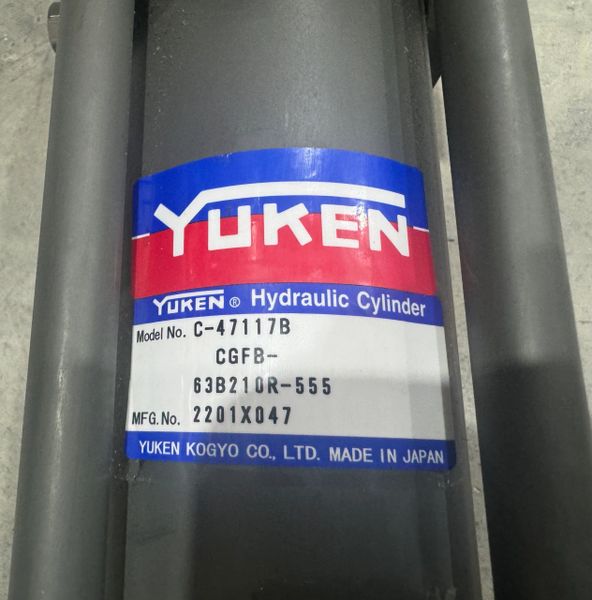 YUKEN
YUKEN ® Hydraulic Cylinder
Model No. C-47117B
CGFB-
63B210R-555
MFG.No. 2201X047
YUKEN KOGYO CO., LTD. MADE IN JAPAN